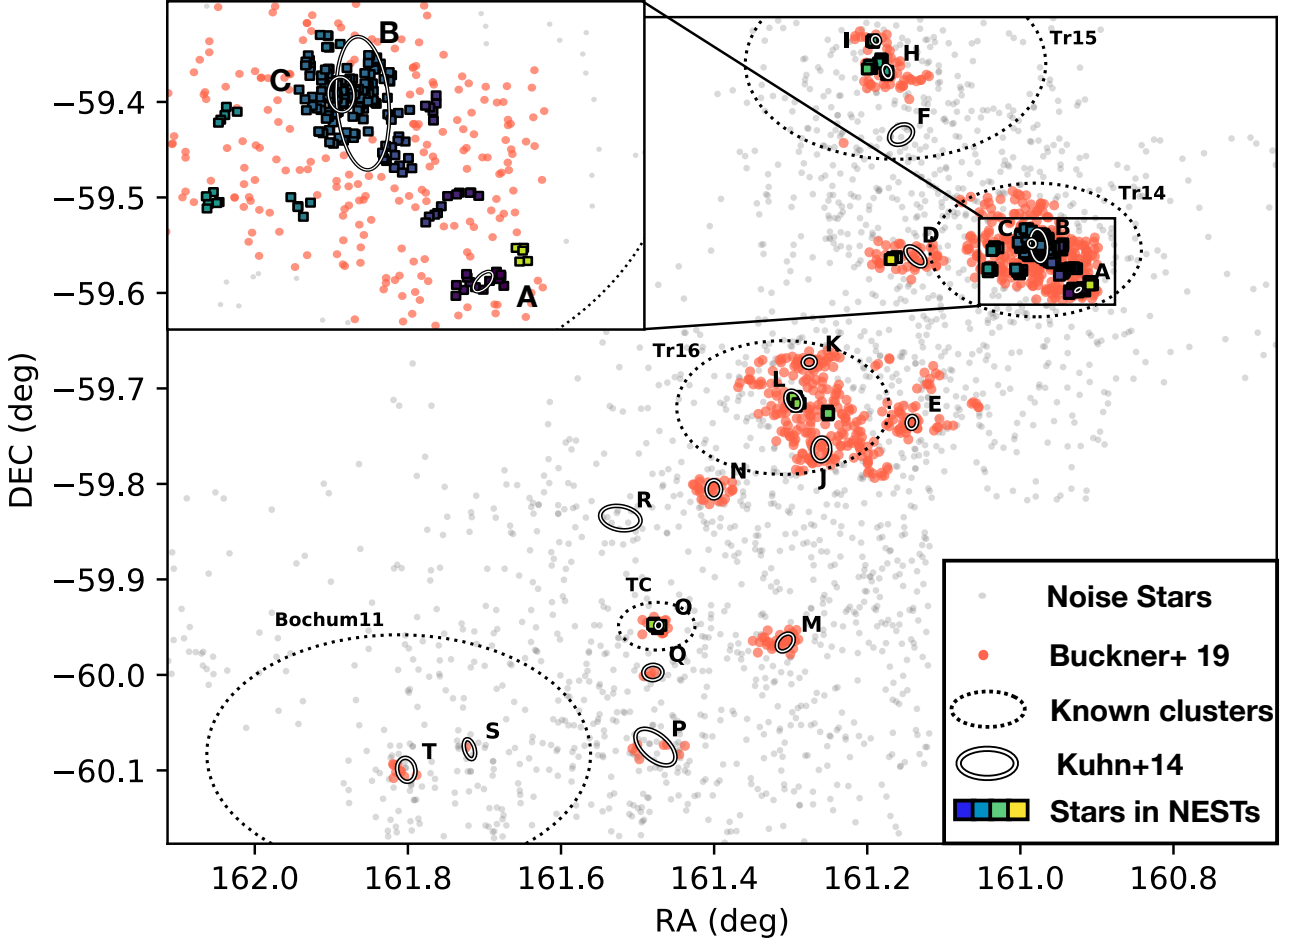 B
C
A
I
H
F
Tr15
Tr14
D
C
B
A
Tr16
K
L
E
J
N
R
TC
O
Q
M
P
Bochum11
S
T
Noise Stars
Buckner+ 19
Known clusters
Kuhn+14
Stars in NESTs
−59.4
−59.5
−59.6
−59.7
−59.8
−59.9
−60.0
−60.1
DEC (deg)
162.0 161.8 161.6 161.4 161.2 161.0 160.8
RA (deg)